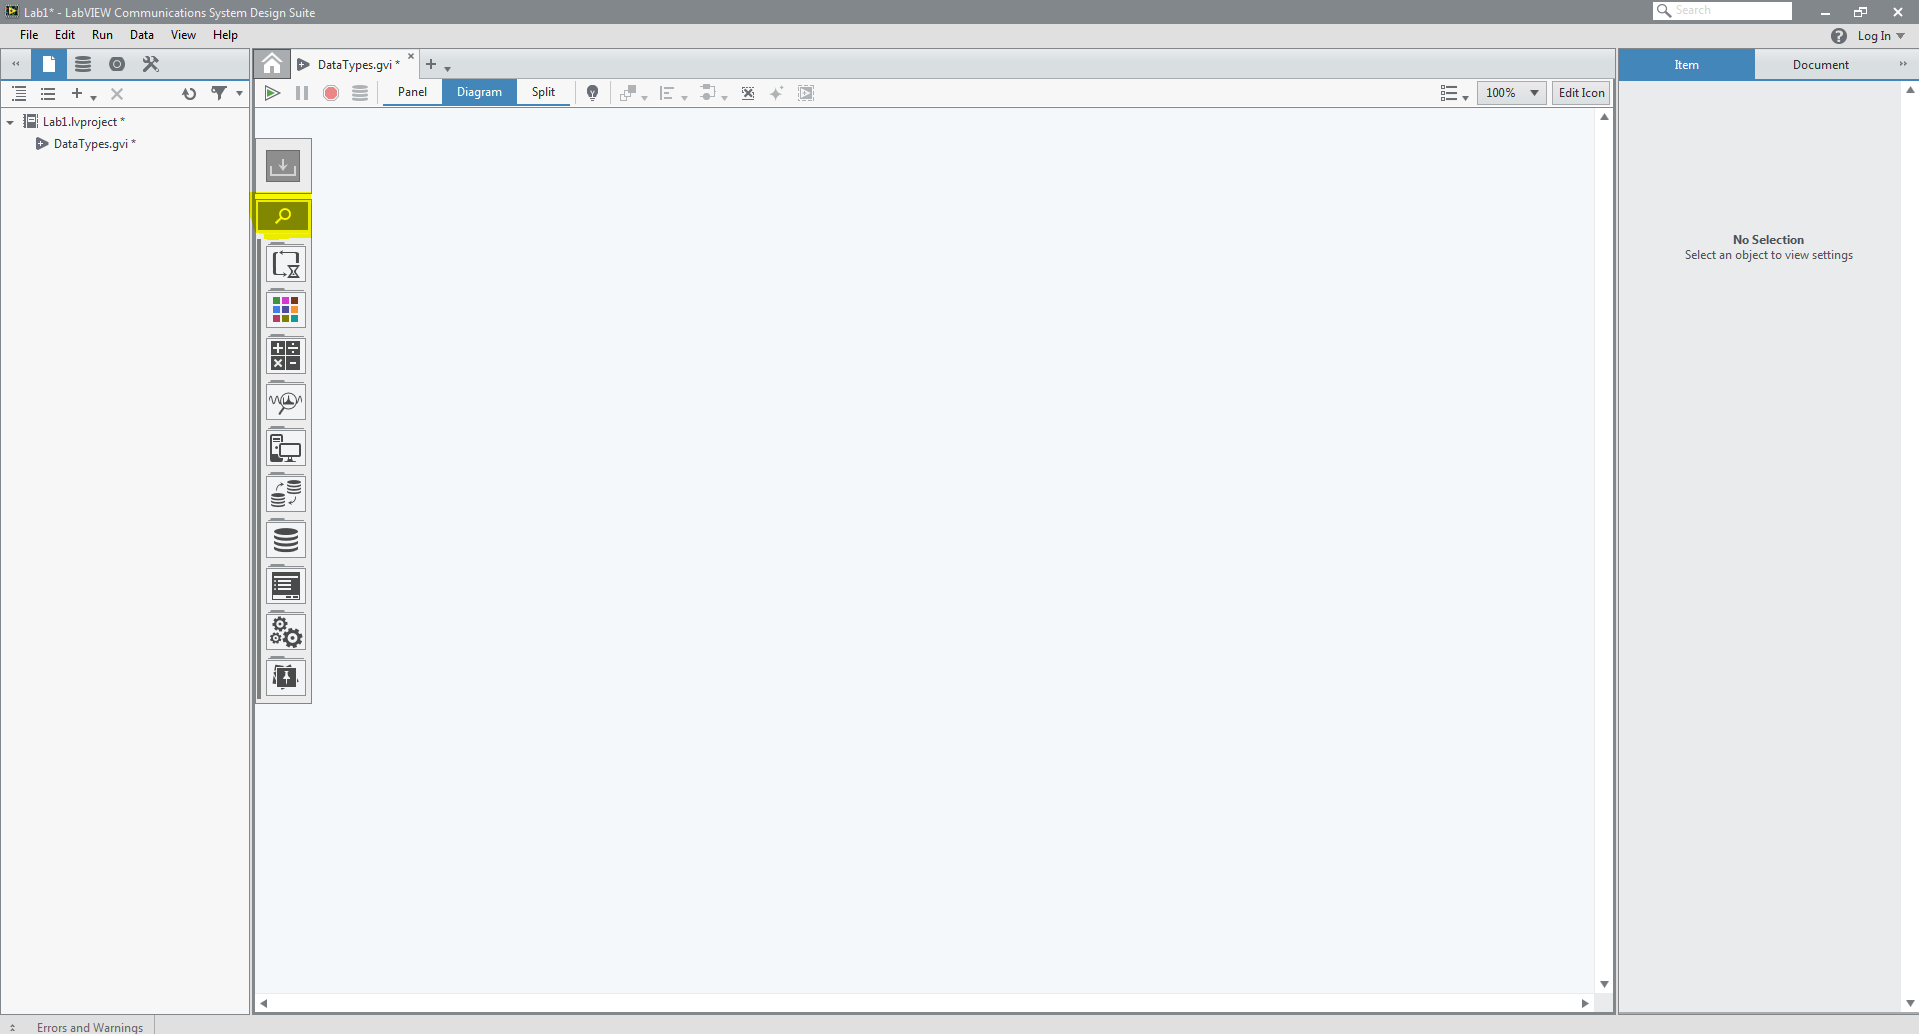 Lab1* - LabVIEW Communications System Design Suite
Search
File Edit Run Data View Help
Log In
DataTypes.gvi *
Item Document
Panel Diagram Split
100% Edit Icon
Lab1.lvproject *
DataTypes.gvi *
No Selection
Select an object to view settings
Errors and Warnings